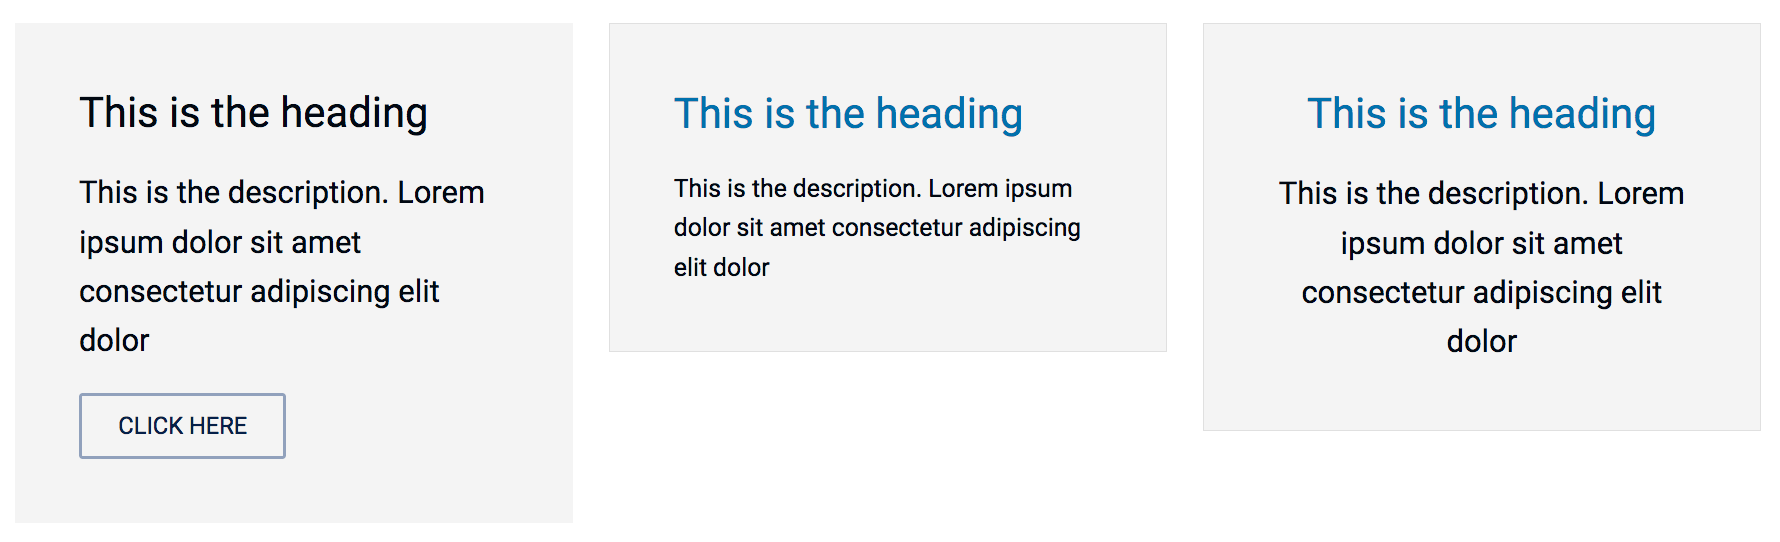 This is the heading
This is the description. Lorem
ipsum dolor sit amet
consectetur adipiscing elit
dolor
CLICK HERE
This is the heading
This is the description. Lorem ipsum
dolor sit amet consectetur adipiscing
elit dolor
This is the heading
This is the description. Lorem
ipsum dolor sit amet
consectetur adipiscing elit
dolor